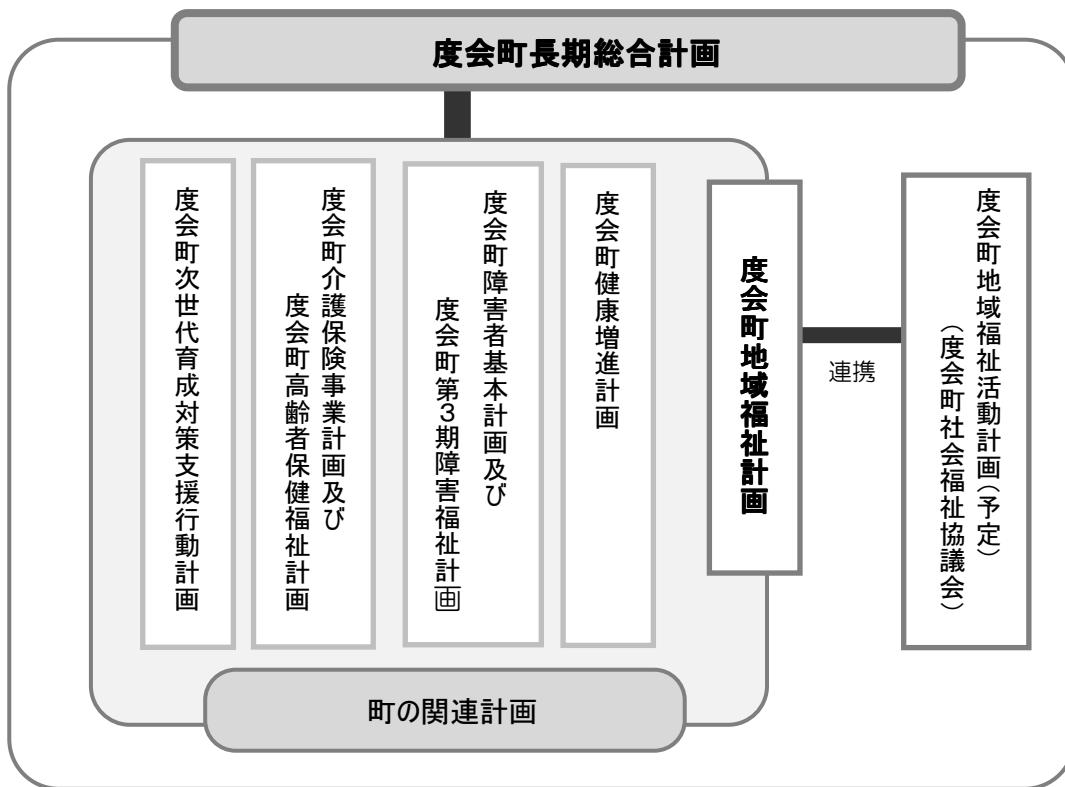 度会町長期総合計画
度会町次世代育成対策支援行動計画
度会町介護保険事業計画及び
度会町高齢者保健福祉計画
度会町障害者基本計画及び
度会町第3期障害福祉計画
度会町健康増進計画
度会町地域福祉計画
連携
度会町地域福祉活動計画(予定)
(度会町社会福祉協議会)
町の関連計画